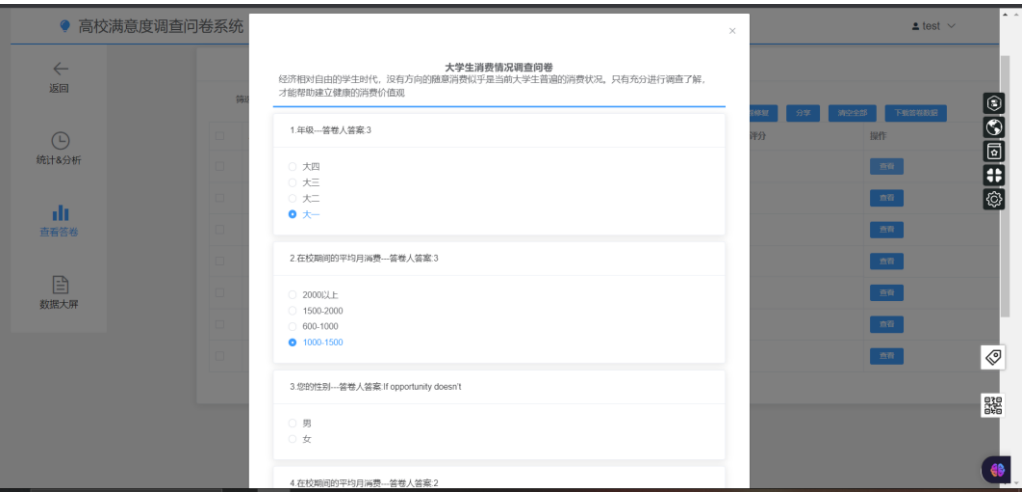 高校满意度调查问卷系统
test
返回
统计&分析
查看答卷
数据大屏
大学生消费情况调查问卷
经济相对自由的学生时代，没有方向的随意消费似乎是当前大学生普遍的消费状况。只有充分进行调查了解，
才能帮助建立健康的消费价值观
1.年级---答卷人答案:3
大四
大三
大二
大一
2.在校期间的平均月消费---答卷人答案:3
2000以上
1500-2000
600-1000
1000-1500
3.您的性别---答卷人答案:If opportunity doesn't
男
女
4.在校期间的平均月消费---答卷人答案:2
分享
清空全部
下载答卷数据
评分
操作
查看
查看
查看
查看
查看
查看
查看